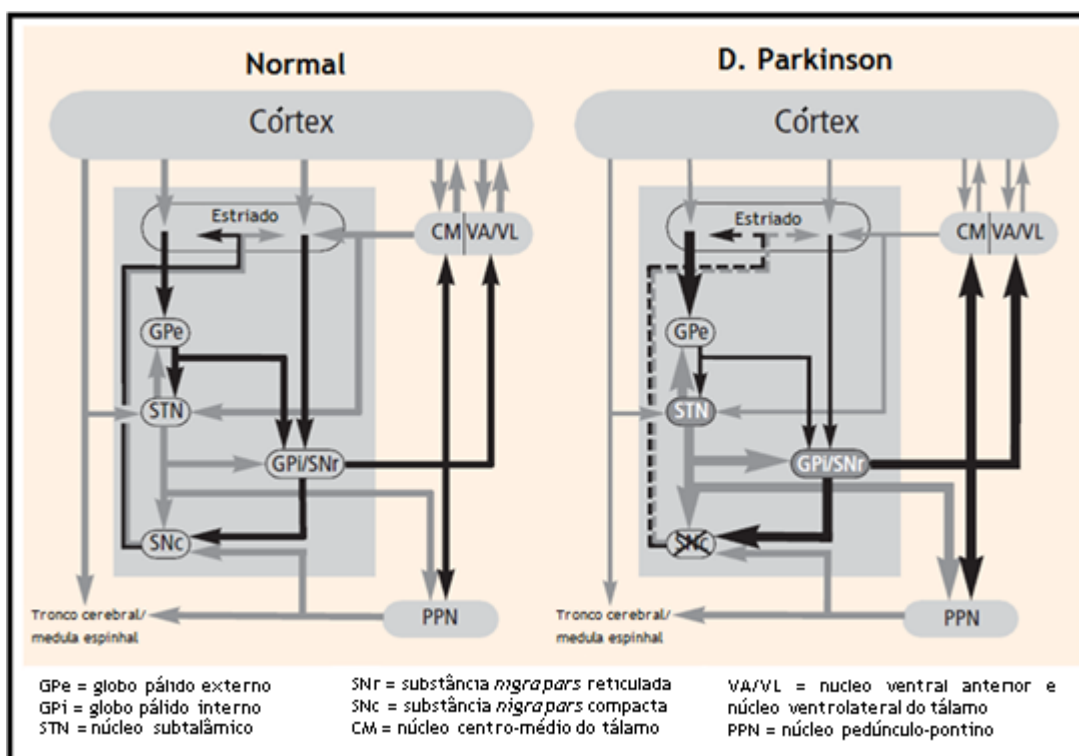 Normal
D. Parkinson
Córtex
Estriado
CM VA/VL
GPe
STN
GPi/SNr
SNc
PPN
Tronco cerebral/
medula espinhal
Córtex
Estriado
CM VA/VL
GPe
STN
GPi/SNr
SNc
PPN
Tronco cerebral/
medula espinhal
GPe = globo pálido externo
GPi = globo pálido interno
STN = núcleo subtalâmico
SNr = substância nigra pars reticulada
SNc = substância nigra pars compacta
CM = núcleo centro-médio do tálamo
VA/VL = nucleo ventral anterior e
núcleo ventrolateral do tálamo
PPN = núcleo pedúnculo-pontino